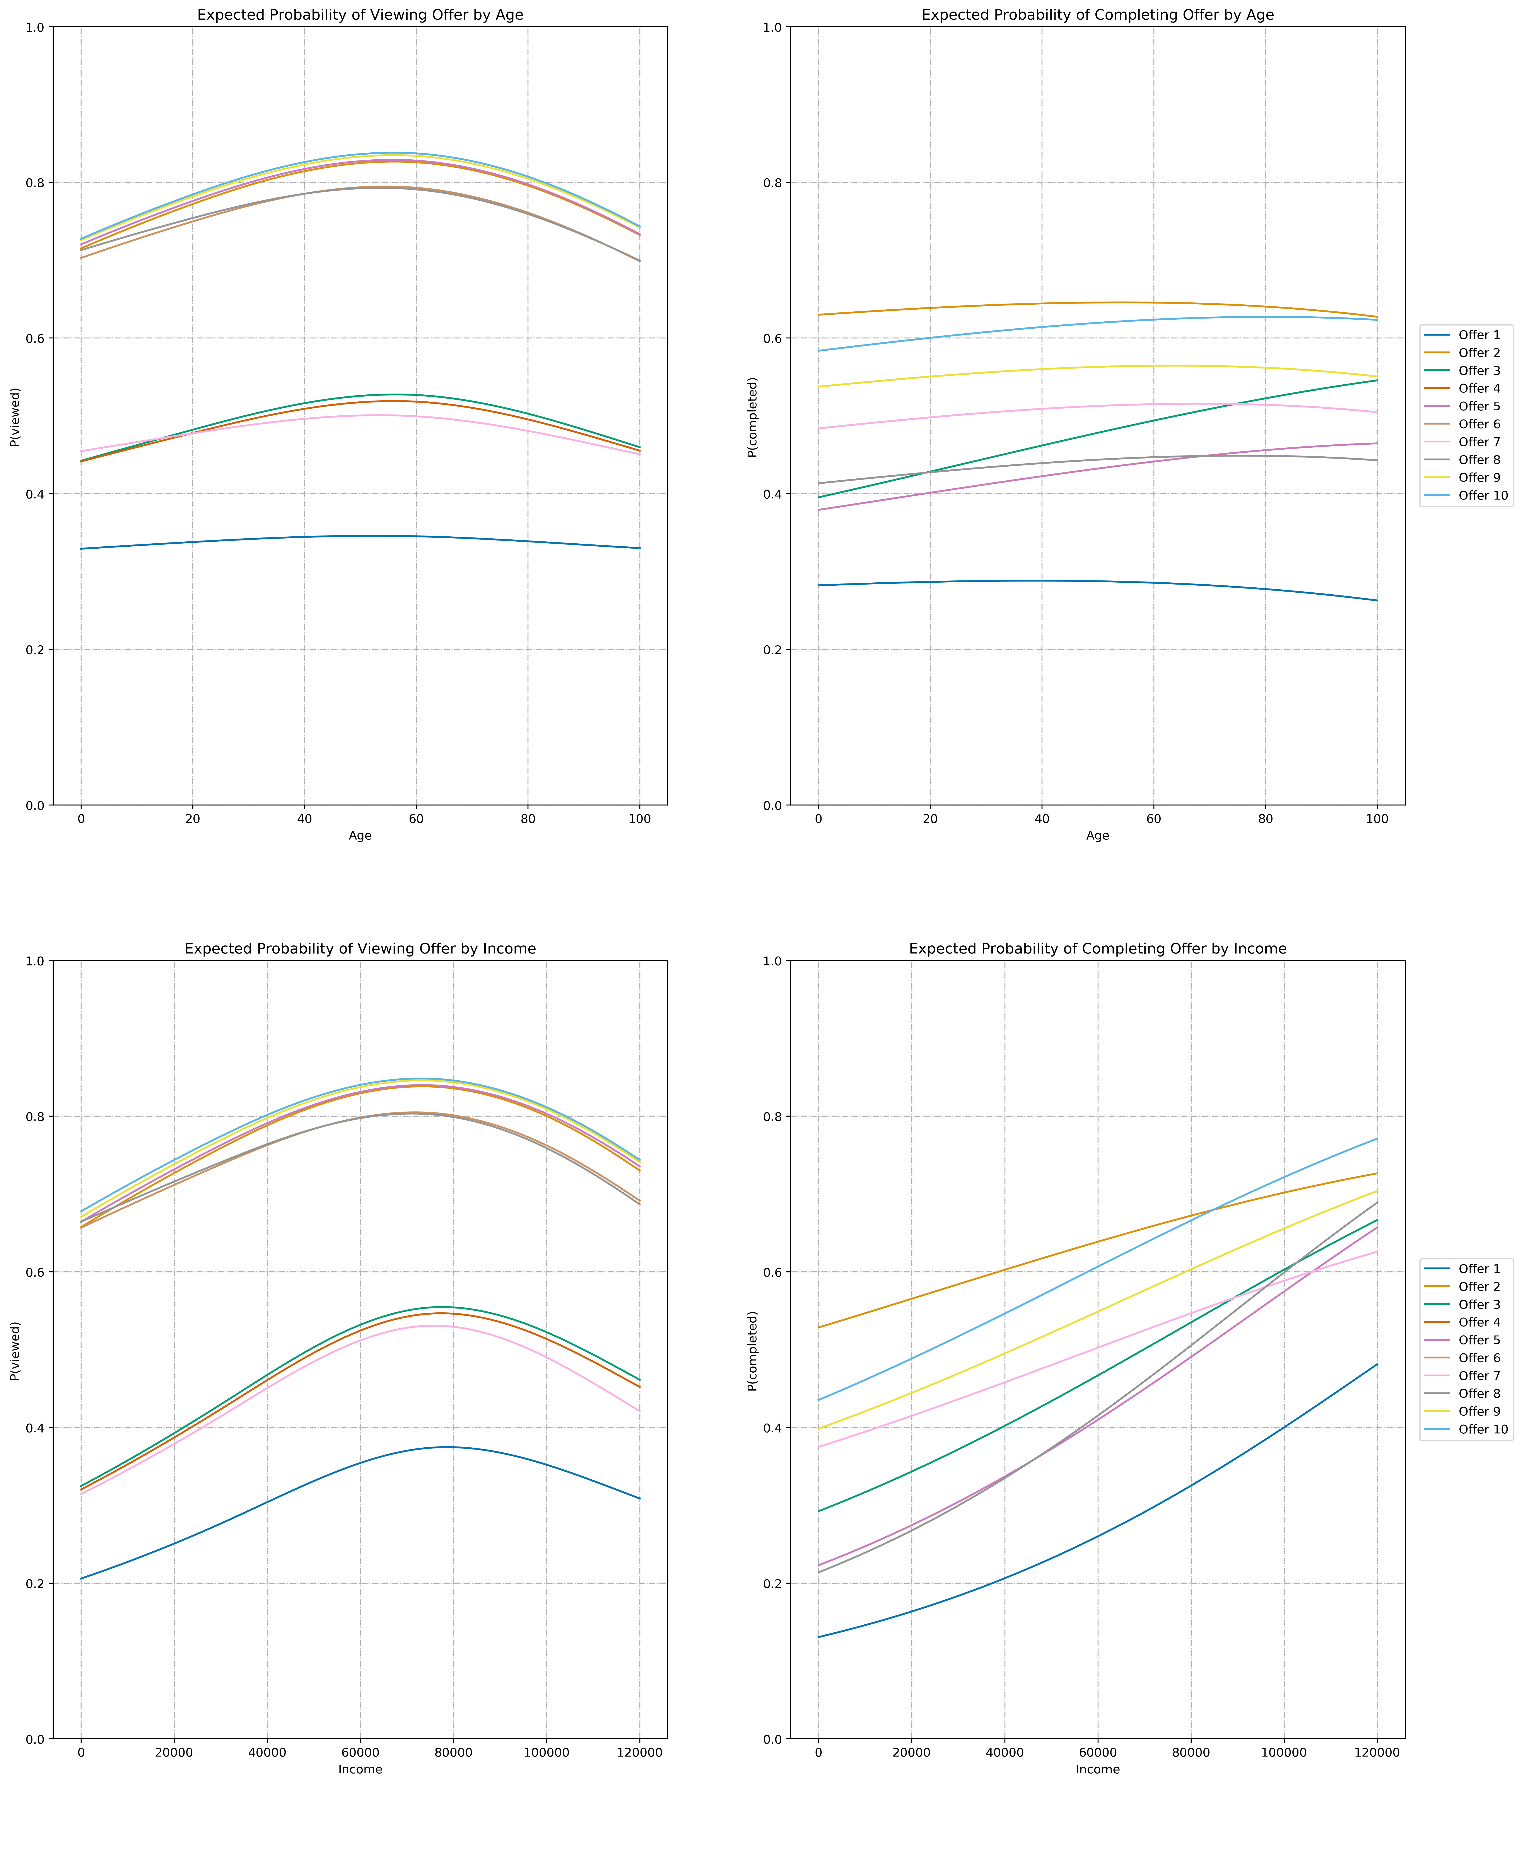 Expected Probability of Viewing Offer by Age
1.0
0.8
0.6
0.4
0.2
0.0
P(viewed)
0 20 40 60 80 100
Age
Expected Probability of Completing Offer by Age
1.0
0.8
0.6
0.4
0.2
0.0
P(completed)
0 20 40 60 80 100
Age
Offer 1
Offer 2
Offer 3
Offer 4
Offer 5
Offer 6
Offer 7
Offer 8
Offer 9
Offer 10
Expected Probability of Viewing Offer by Income
1.0
0.8
0.6
0.4
0.2
0.0
P(viewed)
0 20000 40000 60000 80000 100000 120000
Income
Expected Probability of Completing Offer by Income
1.0
0.8
0.6
0.4
0.2
0.0
P(completed)
0 20000 40000 60000 80000 100000 120000
Income
Offer 1
Offer 2
Offer 3
Offer 4
Offer 5
Offer 6
Offer 7
Offer 8
Offer 9
Offer 10